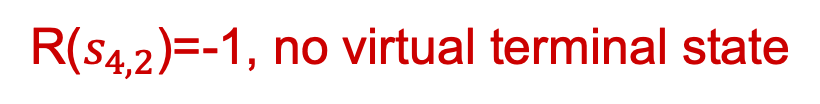 R(s4,2)=-1, no virtual terminal state